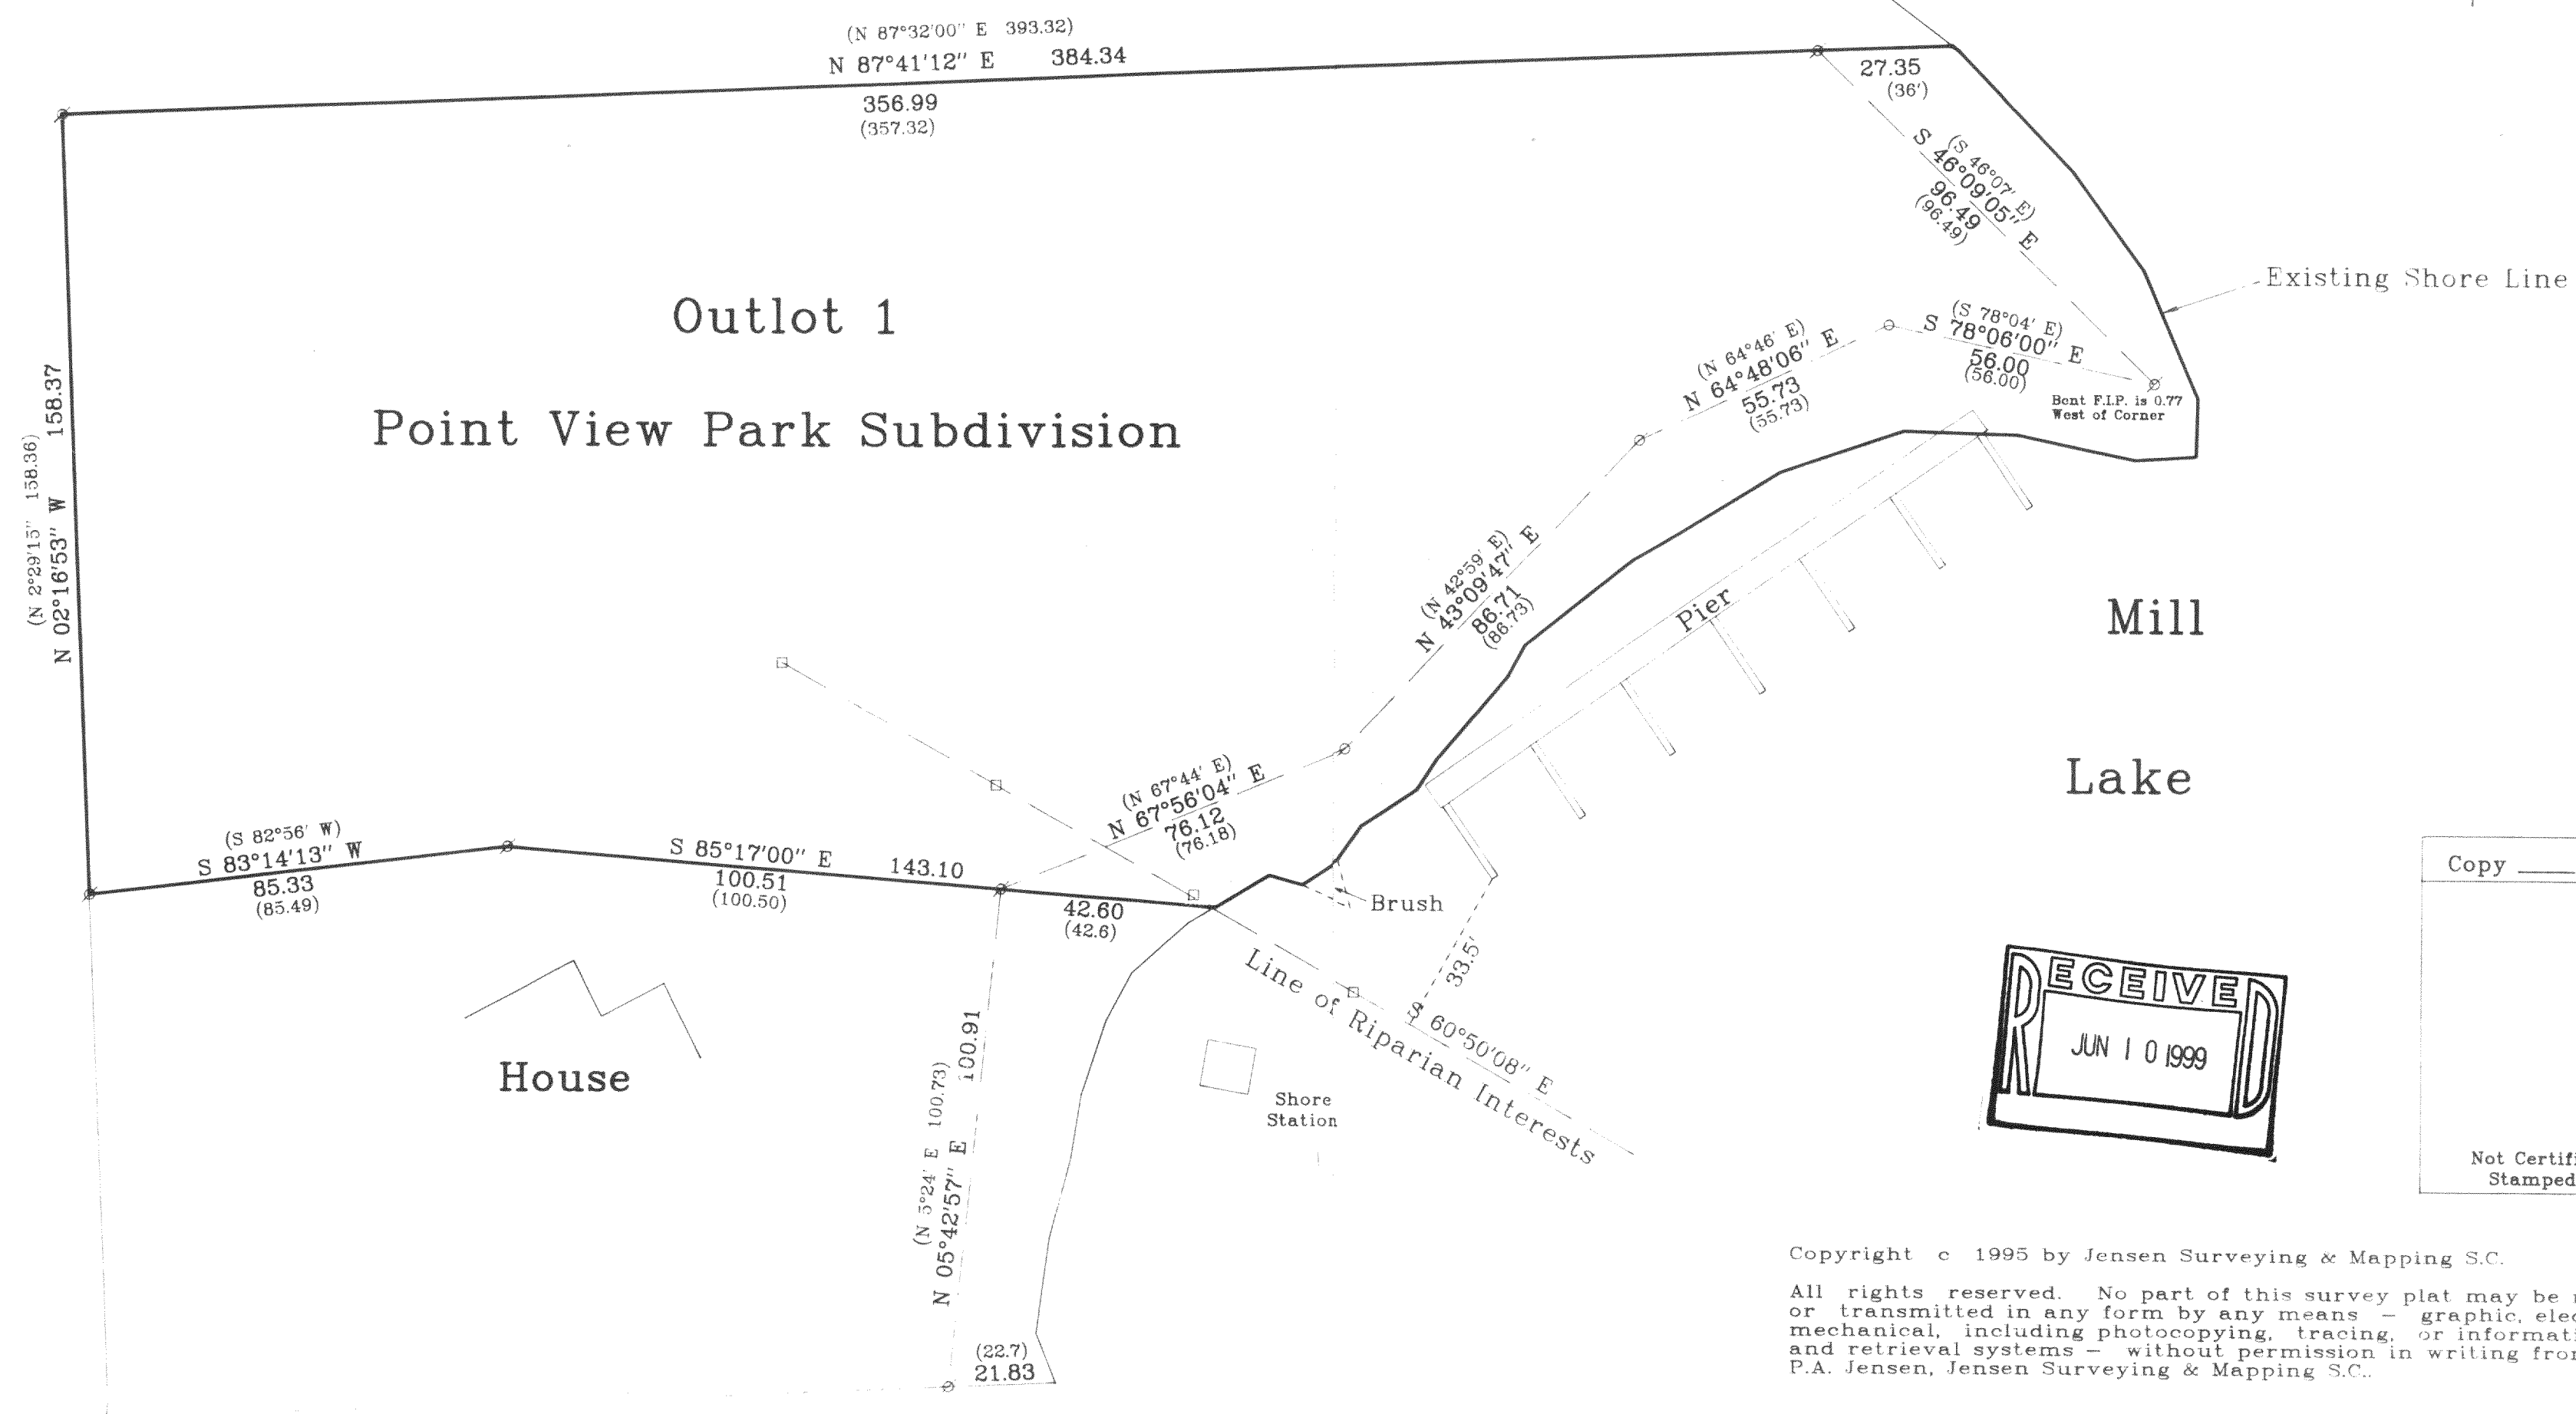 (N 87°32'00" E 393.32)
N 87°41'12" E 384.34
356.99
(357.32)
27.35
(36')
(S 46°07' E)
S 46°09'05" E
96.49
(96.49)
Existing Shore Line
(S 78°04' E)
S 78°06'00" E
56.00
(56.00)
Bent F.I.P. is 0.77
West of Corner
(N 64°46' E)
N 64°48'06" E
55.73
(55.73)
Outlot 1
Point View Park Subdivision
(N 2°29'15" 158.36)
N 02°16'53" W 158.37
(N 42°59' E)
N 43°09'47" E
86.71
(86.73)
Pier
Mill
Lake
(N 67°44' E)
N 67°56'04" E
76.12
(76.18)
(S 82°56' W)
S 83°14'13" W
85.33
(85.49)
S 85°17'00" E 143.10
100.51
(100.50)
42.60
(42.6)
Brush
33.5'
Line of Riparian Interests
S 60°50'08" E
House
(N 5°24' E 100.73)
N 05°42'57" E 100.91
Shore
Station
(22.7)
21.83
Copy
RECEIVED
JUN 10 1999
Not Certifi
Stamped
Copyright c 1995 by Jensen Surveying & Mapping S.C.
All rights reserved. No part of this survey plat may be
or transmitted in any form by any means – graphic, elec
mechanical, including photocopying, tracing, or informat
and retrieval systems – without permission in writing from
P.A. Jensen, Jensen Surveying & Mapping S.C..